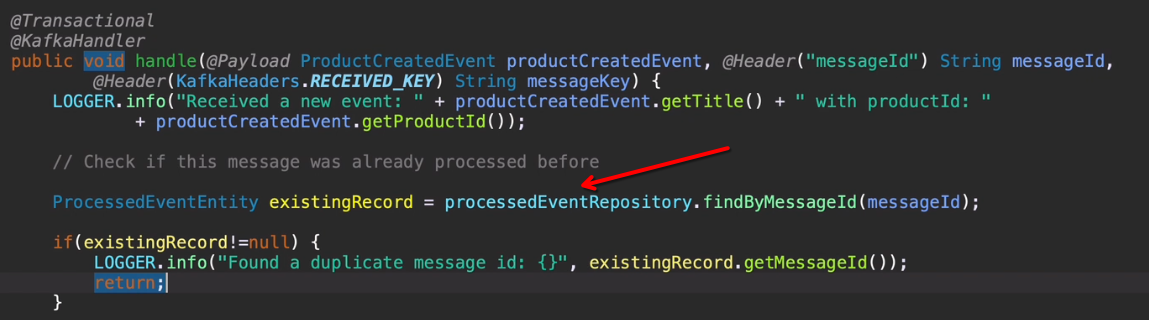 @Transactional
@KafkaHandler
public void handle(@Payload ProductCreatedEvent productCreatedEvent, @Header("messageId") String messageId,
@Header(KafkaHeaders.RECEIVED_KEY) String messageKey) {
LOGGER.info("Received a new event: " + productCreatedEvent.getTitle() + " with productId: "
+ productCreatedEvent.getProductId());
// Check if this message was already processed before
ProcessedEventEntity existingRecord = processedEventRepository.findByMessageId(messageId);
if(existingRecord!=null) {
LOGGER.info("Found a duplicate message id: {}", existingRecord.getMessageId());
return;
}